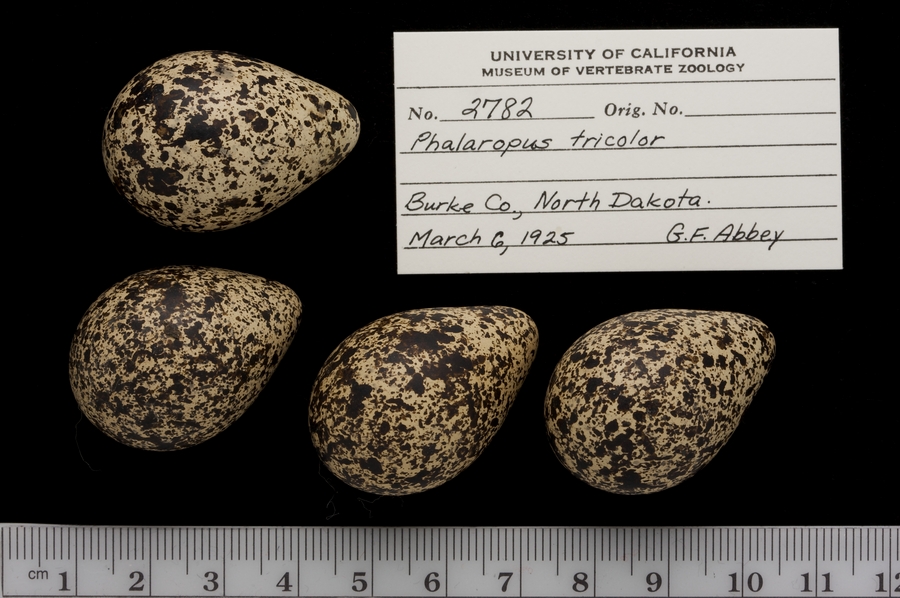 UNIVERSITY OF CALIFORNIA
MUSEUM OF VERTEBRATE ZOOLOGY
No. 2782 Orig. No.
Phalaropus tricolor
Burke Co., North Dakota.
March 6, 1925 G.F. Abbey
cm 1 2 3 4 5 6 7 8 9 10 11 12